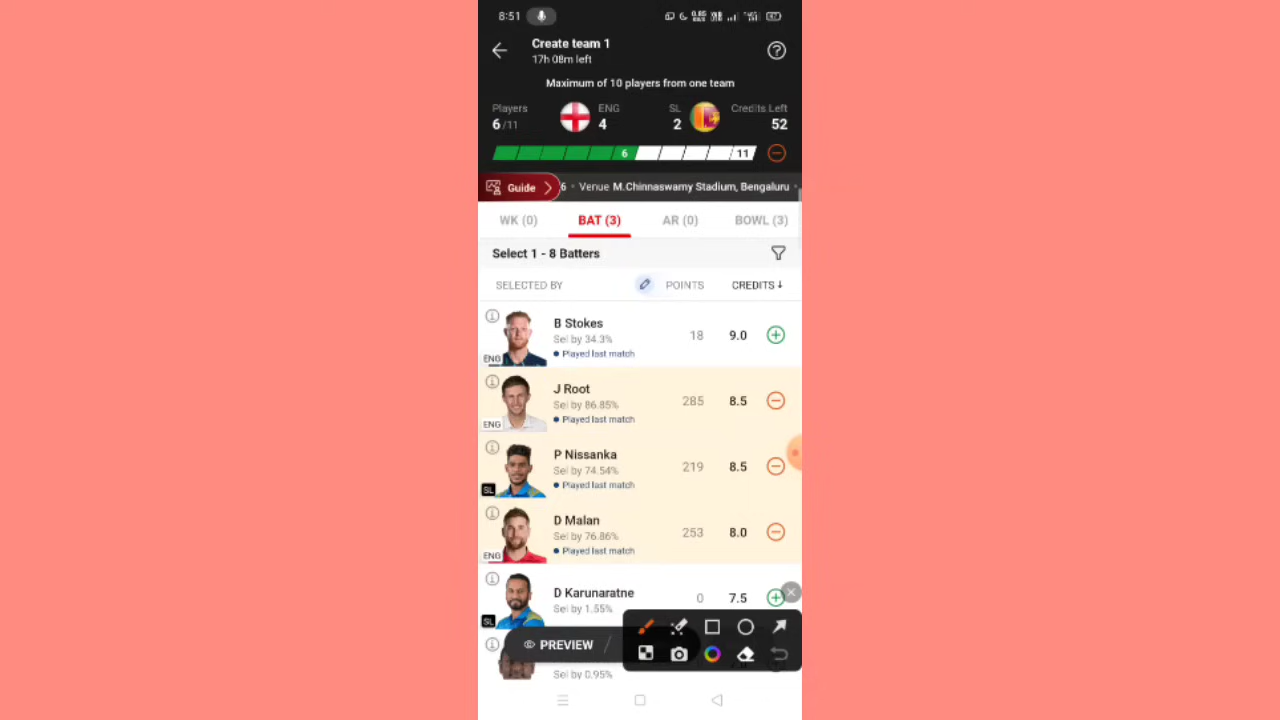 8:51
Create team 1
17h 08m left
Maximum of 10 players from one team
Players
ENG
SL
Credits Left
6/11
4
2
52
6
11
Guide
6 • Venue M.Chinnaswamy Stadium, Bengaluru
WK (0)
BAT (3)
AR (0)
BOWL (3)
Select 1 - 8 Batters
SELECTED BY
POINTS
CREDITS↓
B Stokes
Sel by 34.3%
18
9.0
Played last match
ENG
J Root
Sel by 86.85%
285
8.5
Played last match
ENG
P Nissanka
Sel by 74.54%
219
8.5
Played last match
SL
D Malan
Sel by 76.86%
253
8.0
Played last match
ENG
D Karunaratne
Sel by 1.55%
0
7.5
SL
PREVIEW
Sel by 0.95%